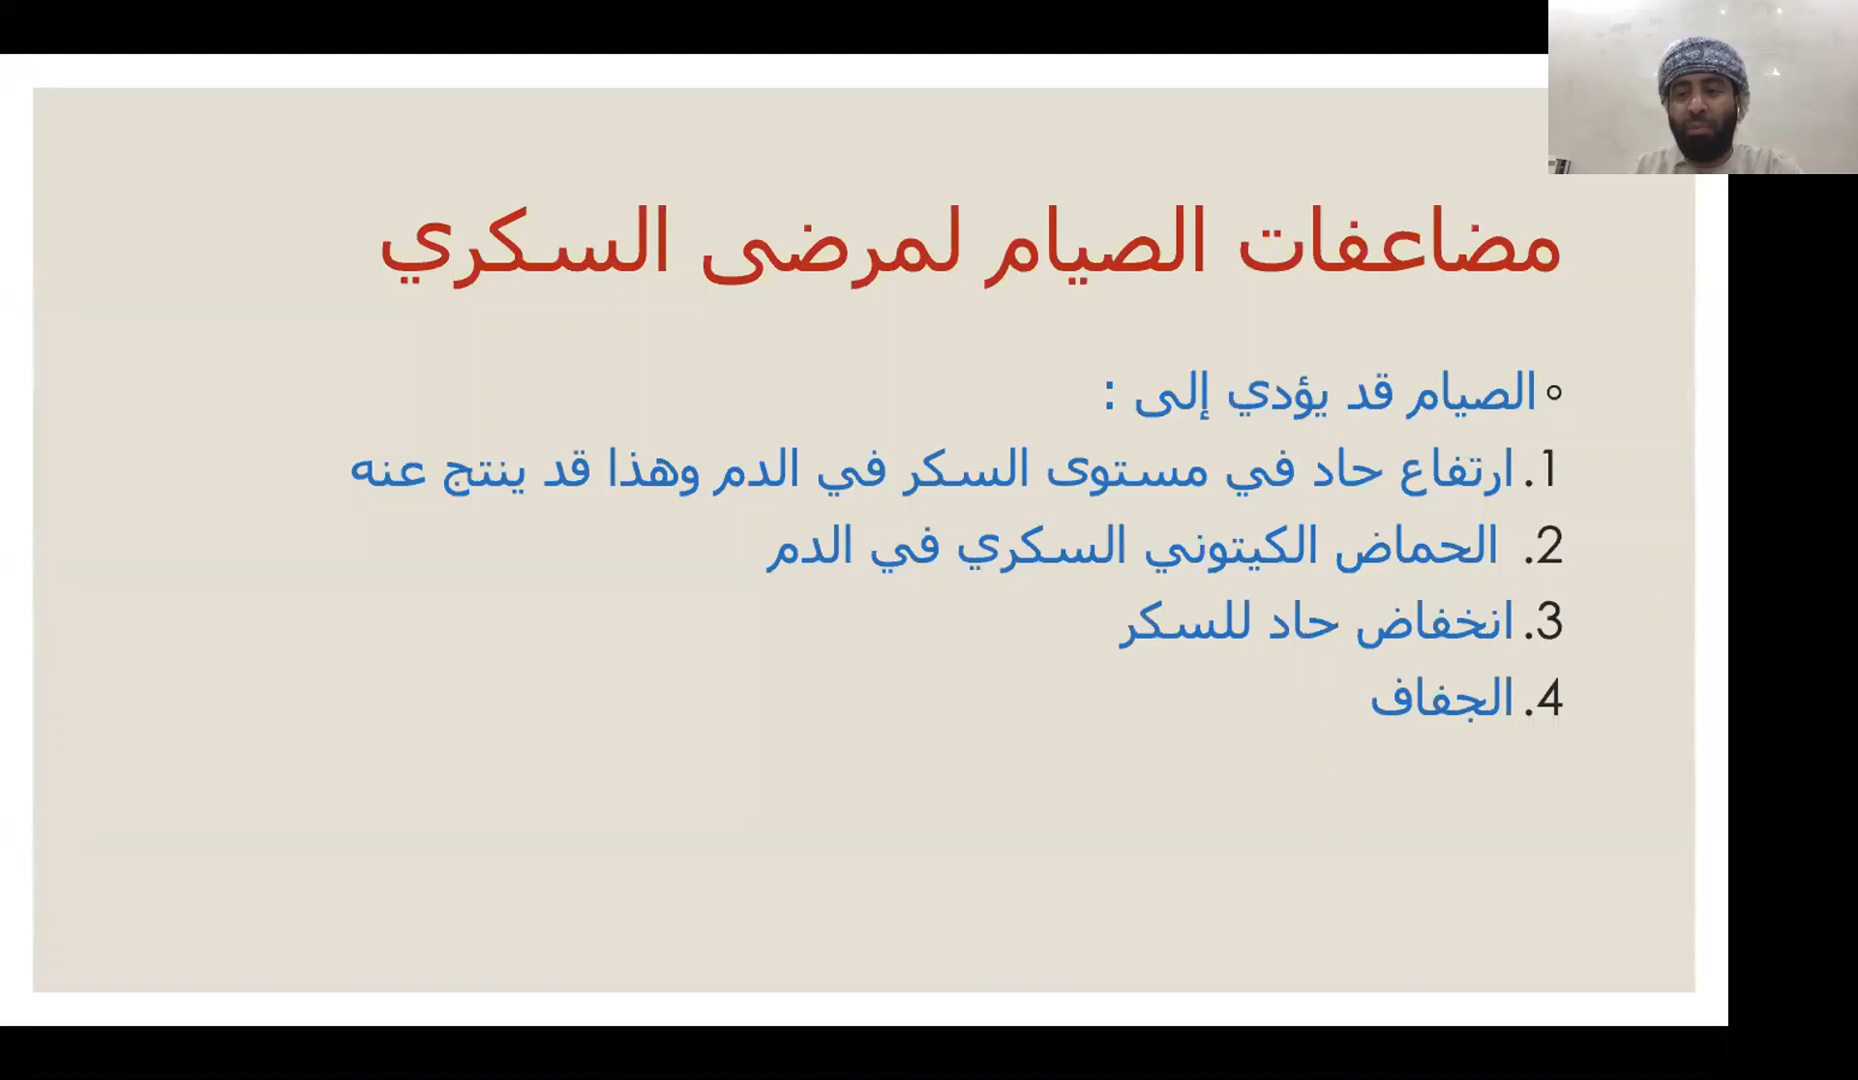 مضاعفات الصيام لمرضى السكري
الصيام قد يؤدي إلى :
1. ارتفاع حاد في مستوى السكر في الدم وهذا قد ينتج عنه
2. الحماض الكيتوني السكري في الدم
3. انخفاض حاد للسكر
4. الجفاف